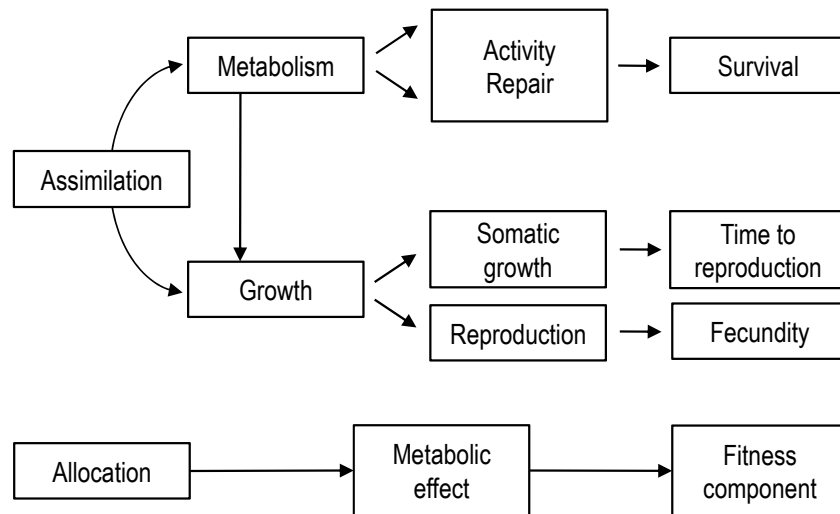 Metabolism
Activity
Repair
Survival
Assimilation
Somatic
growth
Time to
reproduction
Growth
Reproduction
Fecundity
Allocation
Metabolic
effect
Fitness
component